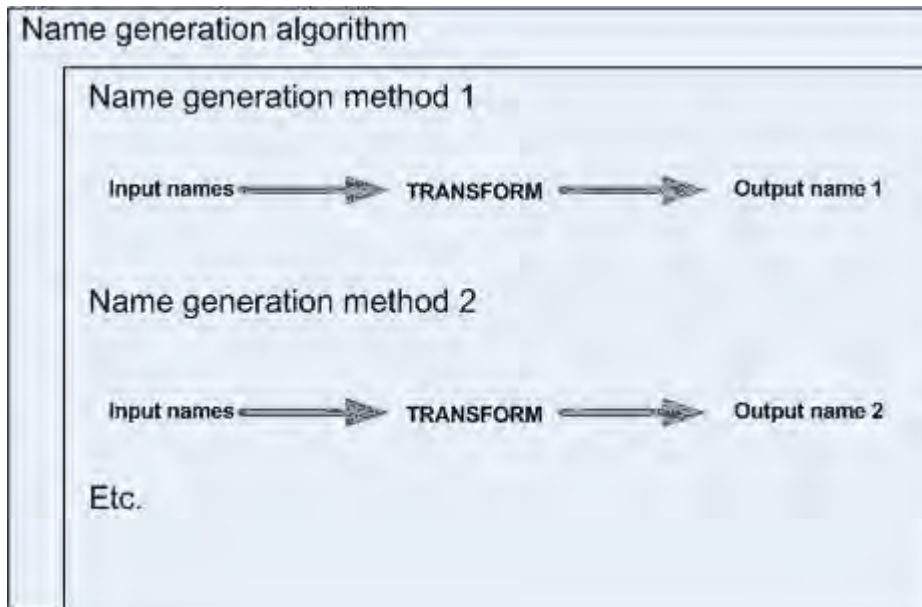 Name generation algorithm
Name generation method 1
Input names TRANSFORM Output name 1
Name generation method 2
Input names TRANSFORM Output name 2
Etc.